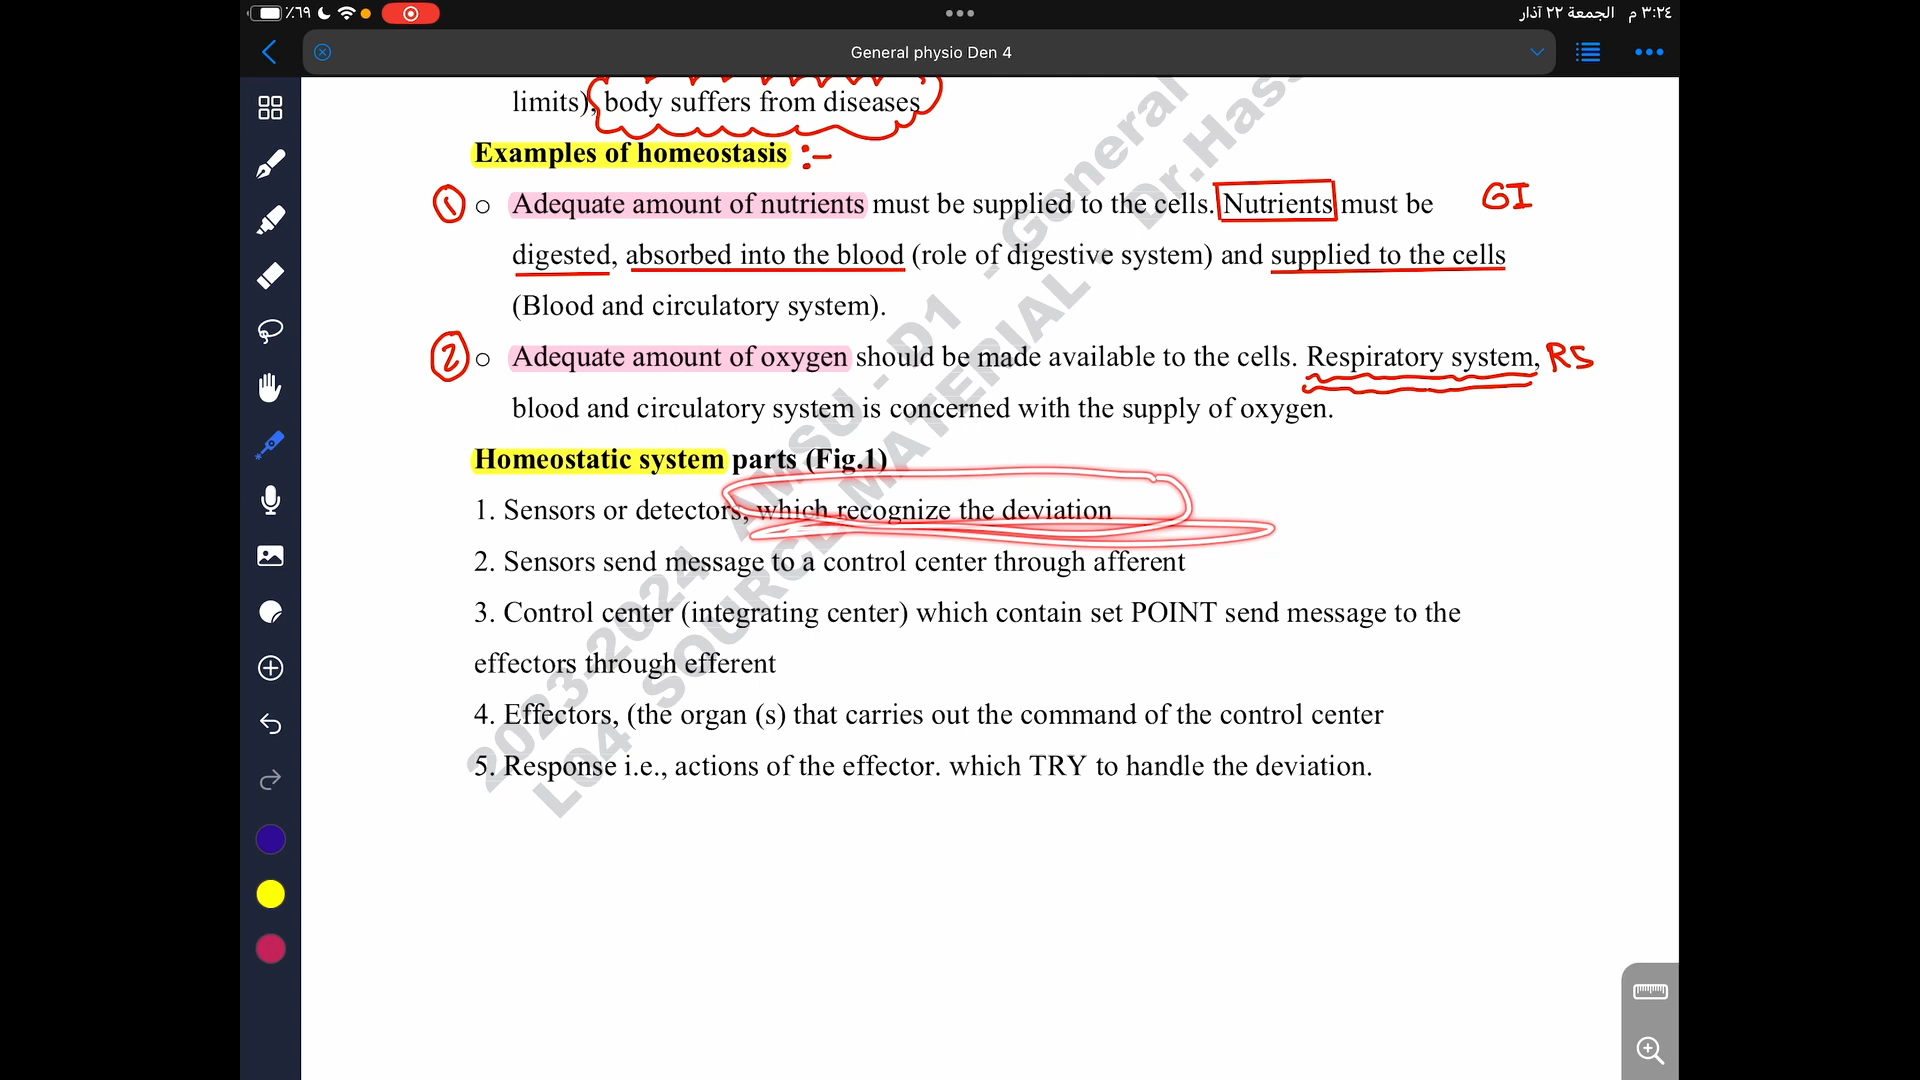 ٪٦٩
٣:٢٤ م الجمعة ٢٢ آذار
General physio Den 4
limits), body suffers from diseases
Examples of homeostasis :-
1 o Adequate amount of nutrients must be supplied to the cells. Nutrients must be GI
digested, absorbed into the blood (role of digestive system) and supplied to the cells
(Blood and circulatory system).
2 o Adequate amount of oxygen should be made available to the cells. Respiratory system, RS
blood and circulatory system is concerned with the supply of oxygen.
Homeostatic system parts (Fig.1)
1. Sensors or detectors, which recognize the deviation
2. Sensors send message to a control center through afferent
3. Control center (integrating center) which contain set POINT send message to the
effectors through efferent
4. Effectors, (the organ (s) that carries out the command of the control center
5. Response i.e., actions of the effector. which TRY to handle the deviation.
2023-2024 AMSU - D1 - General
L04 SOURCE MATERIAL - Dr.Hass